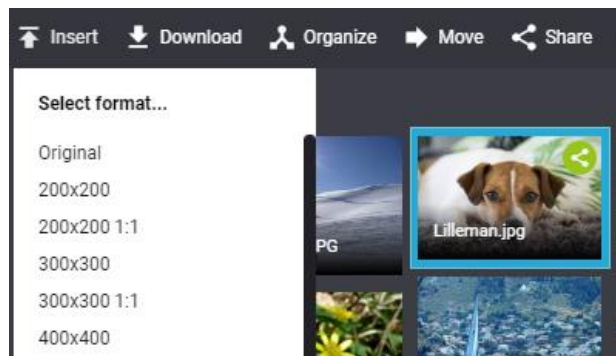 Insert Download Organize Move Share
Select format...
Original
200x200
200x200 1:1
300x300
300x300 1:1
400x400
PG
Lilleman.jpg